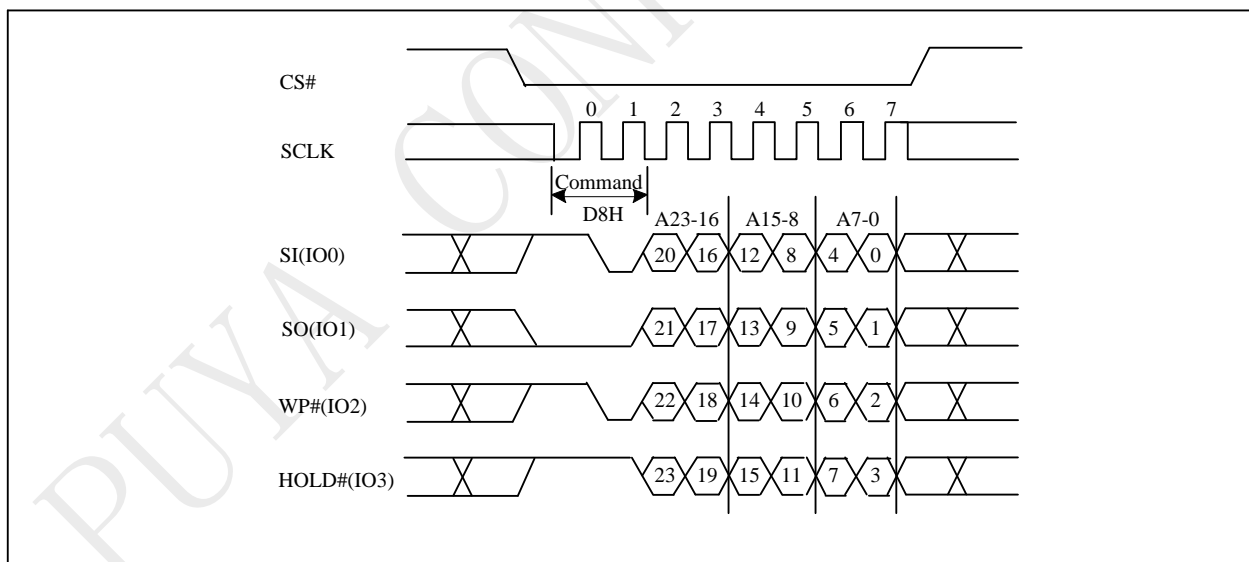 PUYA CONF
CS#
0 1 2 3 4 5 6 7
SCLK
Command
D8H
A23-16 A15-8 A7-0
SI(IO0)
20 16 12 8 4 0
SO(IO1)
21 17 13 9 5 1
WP#(IO2)
22 18 14 10 6 2
HOLD#(IO3)
23 19 15 11 7 3